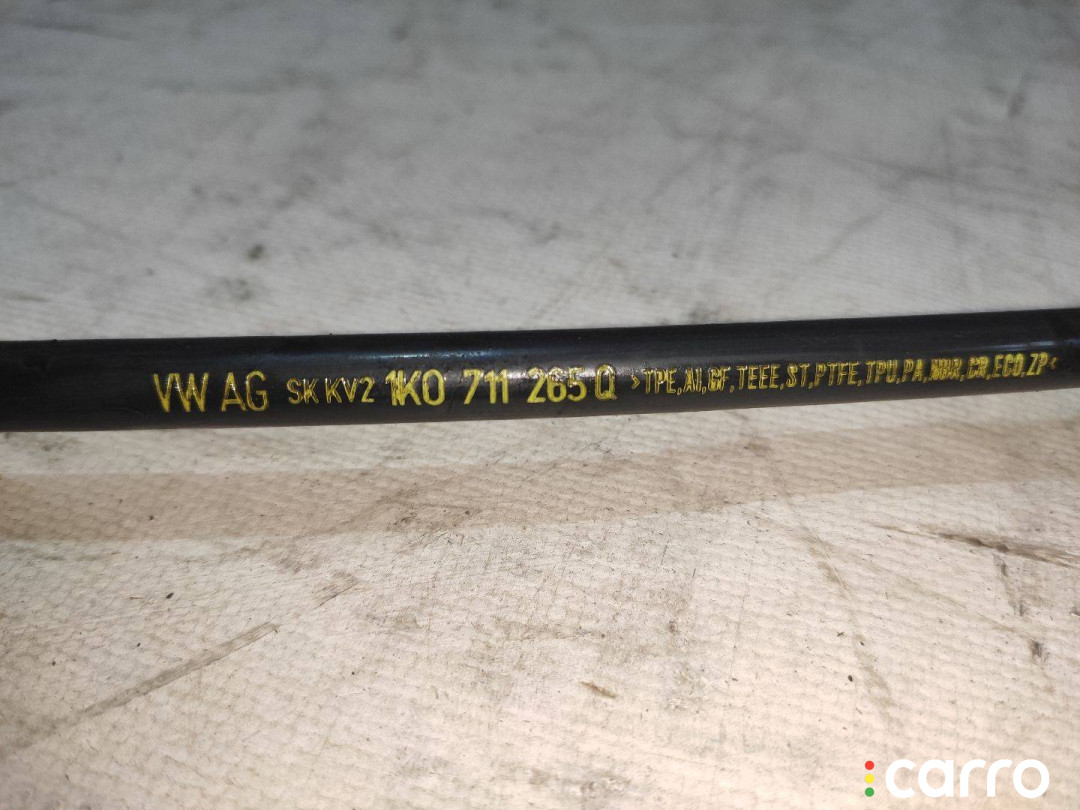 VW AG SK KV2 1K0 711 265 Q >TPE,Al,GF,TEEE,ST,PTFE,TPU,PA,NBR,CR,ECO,ZP<
carro